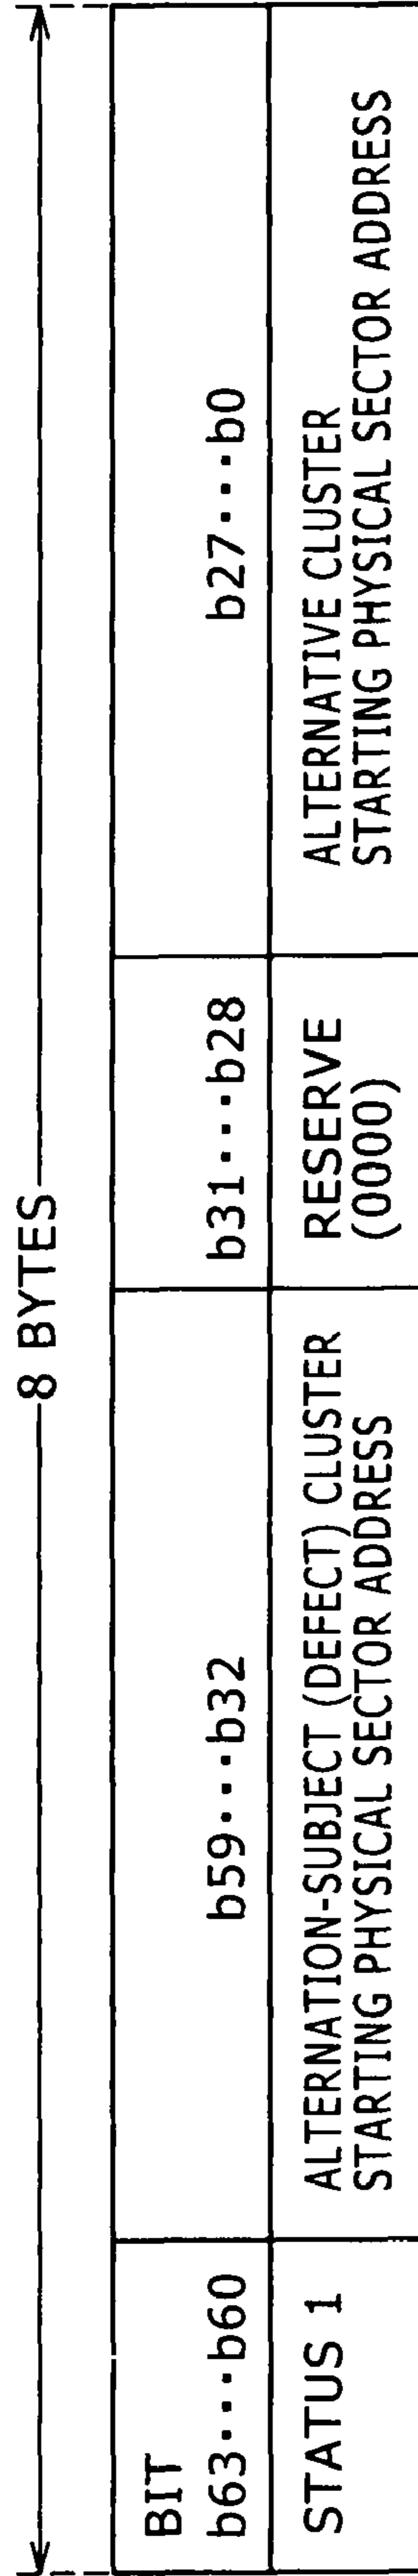 8 BYTES
BIT
b63···b60
b59···b32
b31···b28
b27···b0
STATUS 1
ALTERNATION-SUBJECT (DEFECT) CLUSTER
STARTING PHYSICAL SECTOR ADDRESS
RESERVE
(0000)
ALTERNATIVE CLUSTER
STARTING PHYSICAL SECTOR ADDRESS